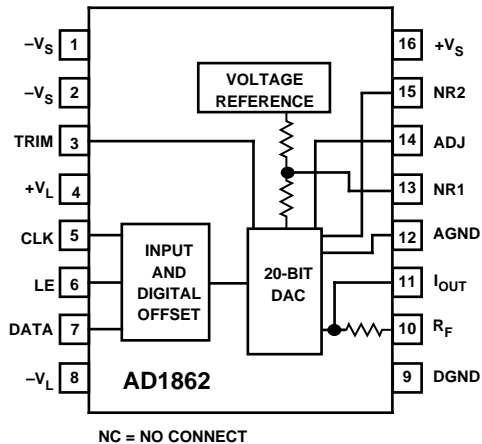 –VS 1
–VS 2
TRIM 3
+VL 4
CLK 5
LE 6
DATA 7
–VL 8
VOLTAGE
REFERENCE
INPUT
AND
DIGITAL
OFFSET
20-BIT
DAC
AD1862
16 +VS
15 NR2
14 ADJ
13 NR1
12 AGND
11 IOUT
10 RF
9 DGND
NC = NO CONNECT